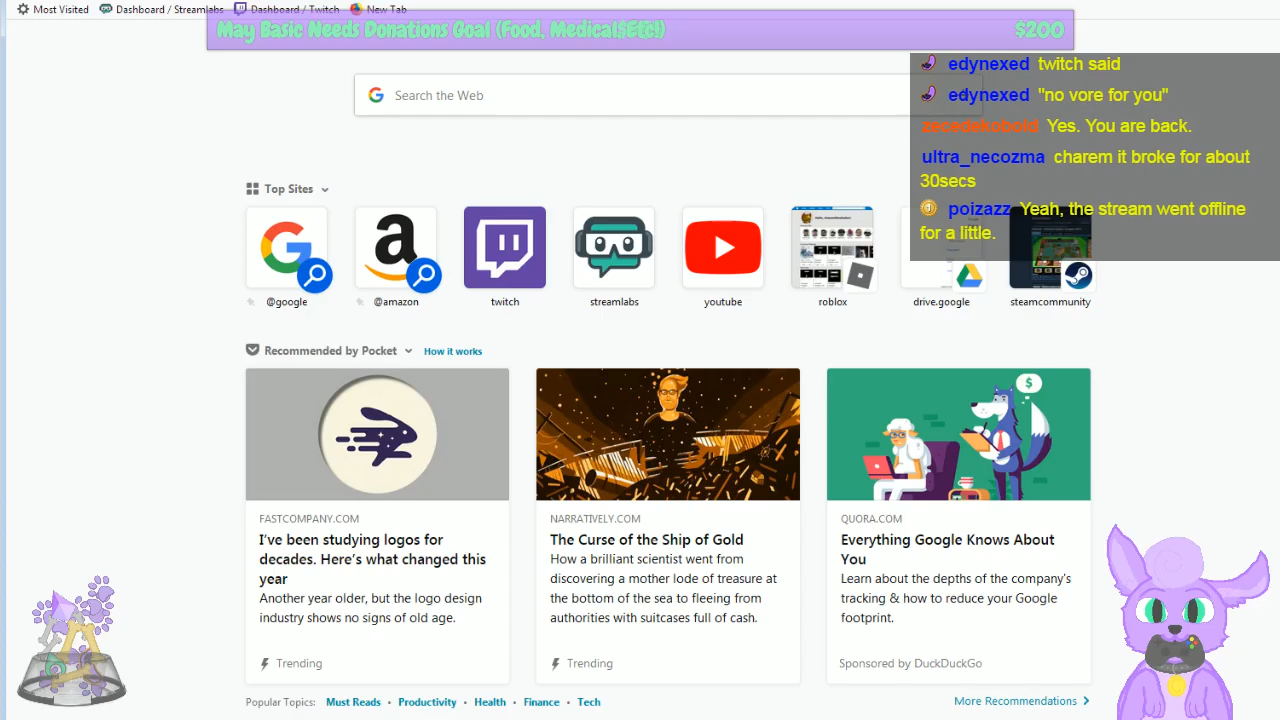 Most Visited Dashboard / Streamlabs Dashboard / Twitch New Tab
May Basic Needs Donations Goal (Food, Medical, Etc!) $200
Search the Web
edynexed twitch said
edynexed "no vore for you"
zecedekobold Yes. You are back.
ultra_necozma charem it broke for about
30secs
poizazz Yeah, the stream went offline
for a little.
Top Sites
@google @amazon twitch streamlabs youtube roblox drive.google steamcommunity
Recommended by Pocket How it works
FASTCOMPANY.COM
I've been studying logos for
decades. Here's what changed this
year
Another year older, but the logo design
industry shows no signs of old age.
Trending
NARRATIVELY.COM
The Curse of the Ship of Gold
How a brilliant scientist went from
discovering a mother lode of treasure at
the bottom of the sea to fleeing from
authorities with suitcases full of cash.
Trending
QUORA.COM
Everything Google Knows About
You
Learn about the depths of the company's
tracking & how to reduce your Google
footprint.
Sponsored by DuckDuckGo
Popular Topics: Must Reads • Productivity • Health • Finance • Tech
More Recommendations